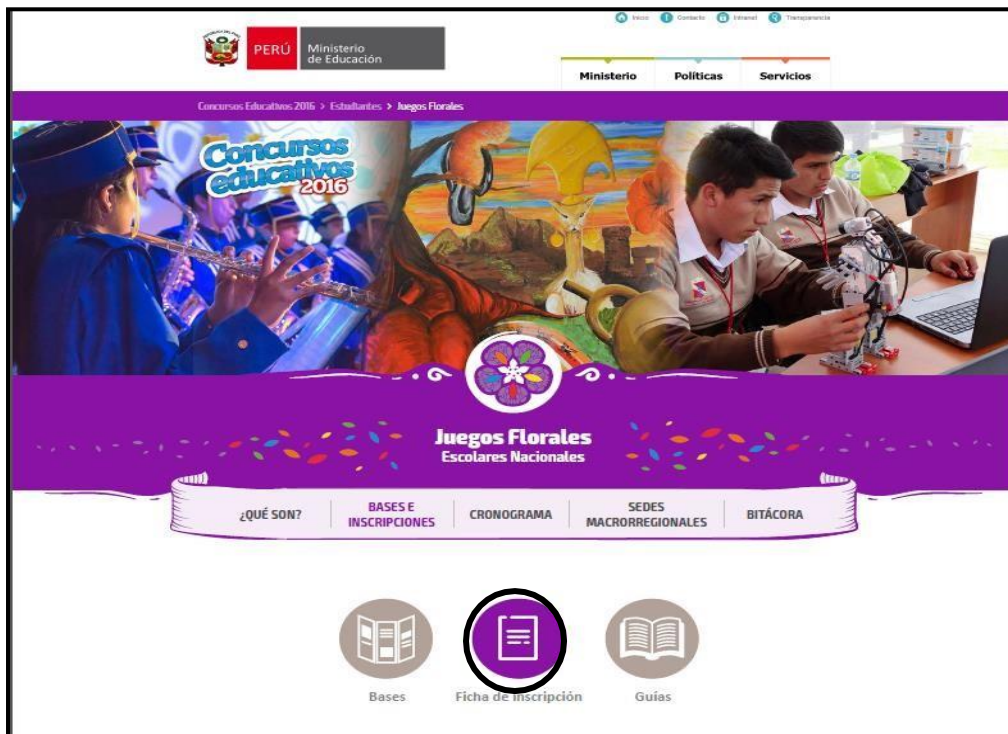 Inicio Contacto Intranet Transparencia
PERÚ Ministerio de Educación
Ministerio Políticas Servicios
Concursos Educativos 2016 > Estudiantes > Juegos Florales
Concursos
educativos
2016
Juegos Florales
Escolares Nacionales
¿QUÉ SON?
BASES E
INSCRIPCIONES
CRONOGRAMA
SEDES
MACRORREGIONALES
BITÁCORA
Bases Ficha de inscripción Guías